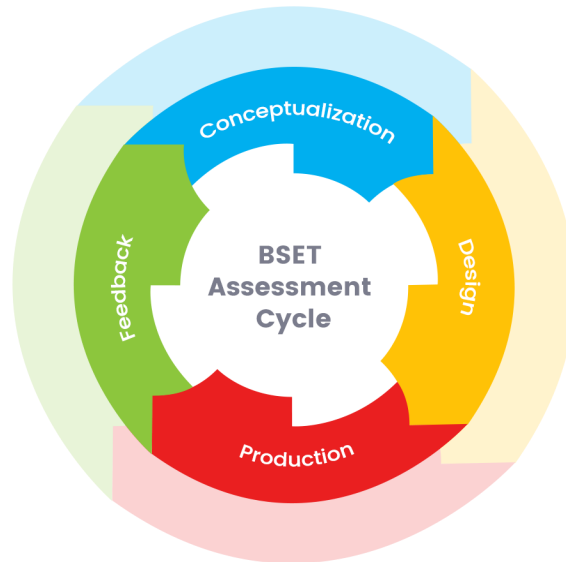 Conceptualization
Design
Production
Feedback
BSET
Assessment
Cycle